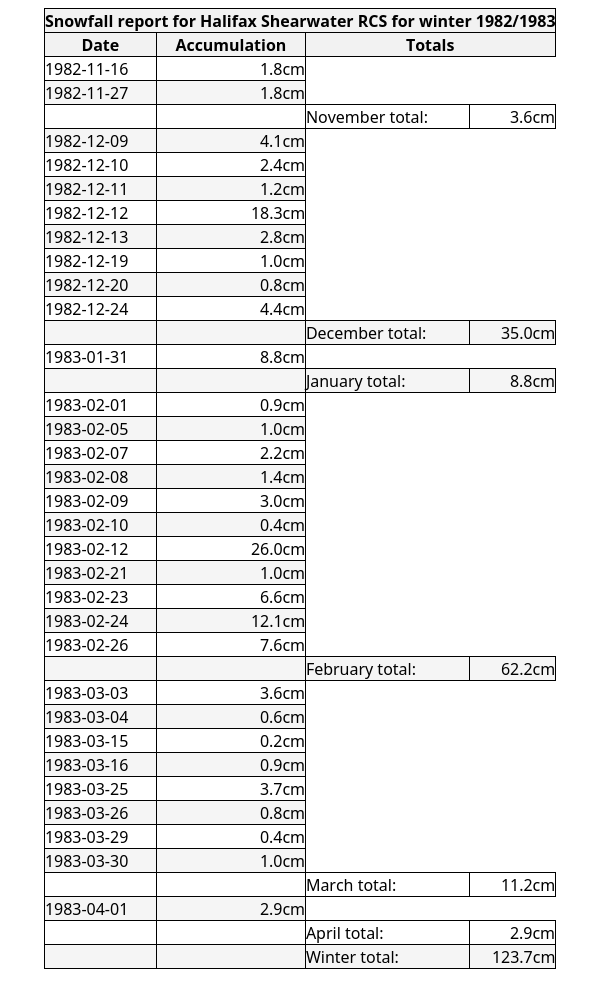 Snowfall report for Halifax Shearwater RCS for winter 1982/1983
Date Accumulation Totals
1982-11-16 1.8cm
1982-11-27 1.8cm
November total: 3.6cm
1982-12-09 4.1cm
1982-12-10 2.4cm
1982-12-11 1.2cm
1982-12-12 18.3cm
1982-12-13 2.8cm
1982-12-19 1.0cm
1982-12-20 0.8cm
1982-12-24 4.4cm
December total: 35.0cm
1983-01-31 8.8cm
January total: 8.8cm
1983-02-01 0.9cm
1983-02-05 1.0cm
1983-02-07 2.2cm
1983-02-08 1.4cm
1983-02-09 3.0cm
1983-02-10 0.4cm
1983-02-12 26.0cm
1983-02-21 1.0cm
1983-02-23 6.6cm
1983-02-24 12.1cm
1983-02-26 7.6cm
February total: 62.2cm
1983-03-03 3.6cm
1983-03-04 0.6cm
1983-03-15 0.2cm
1983-03-16 0.9cm
1983-03-25 3.7cm
1983-03-26 0.8cm
1983-03-29 0.4cm
1983-03-30 1.0cm
March total: 11.2cm
1983-04-01 2.9cm
April total: 2.9cm
Winter total: 123.7cm